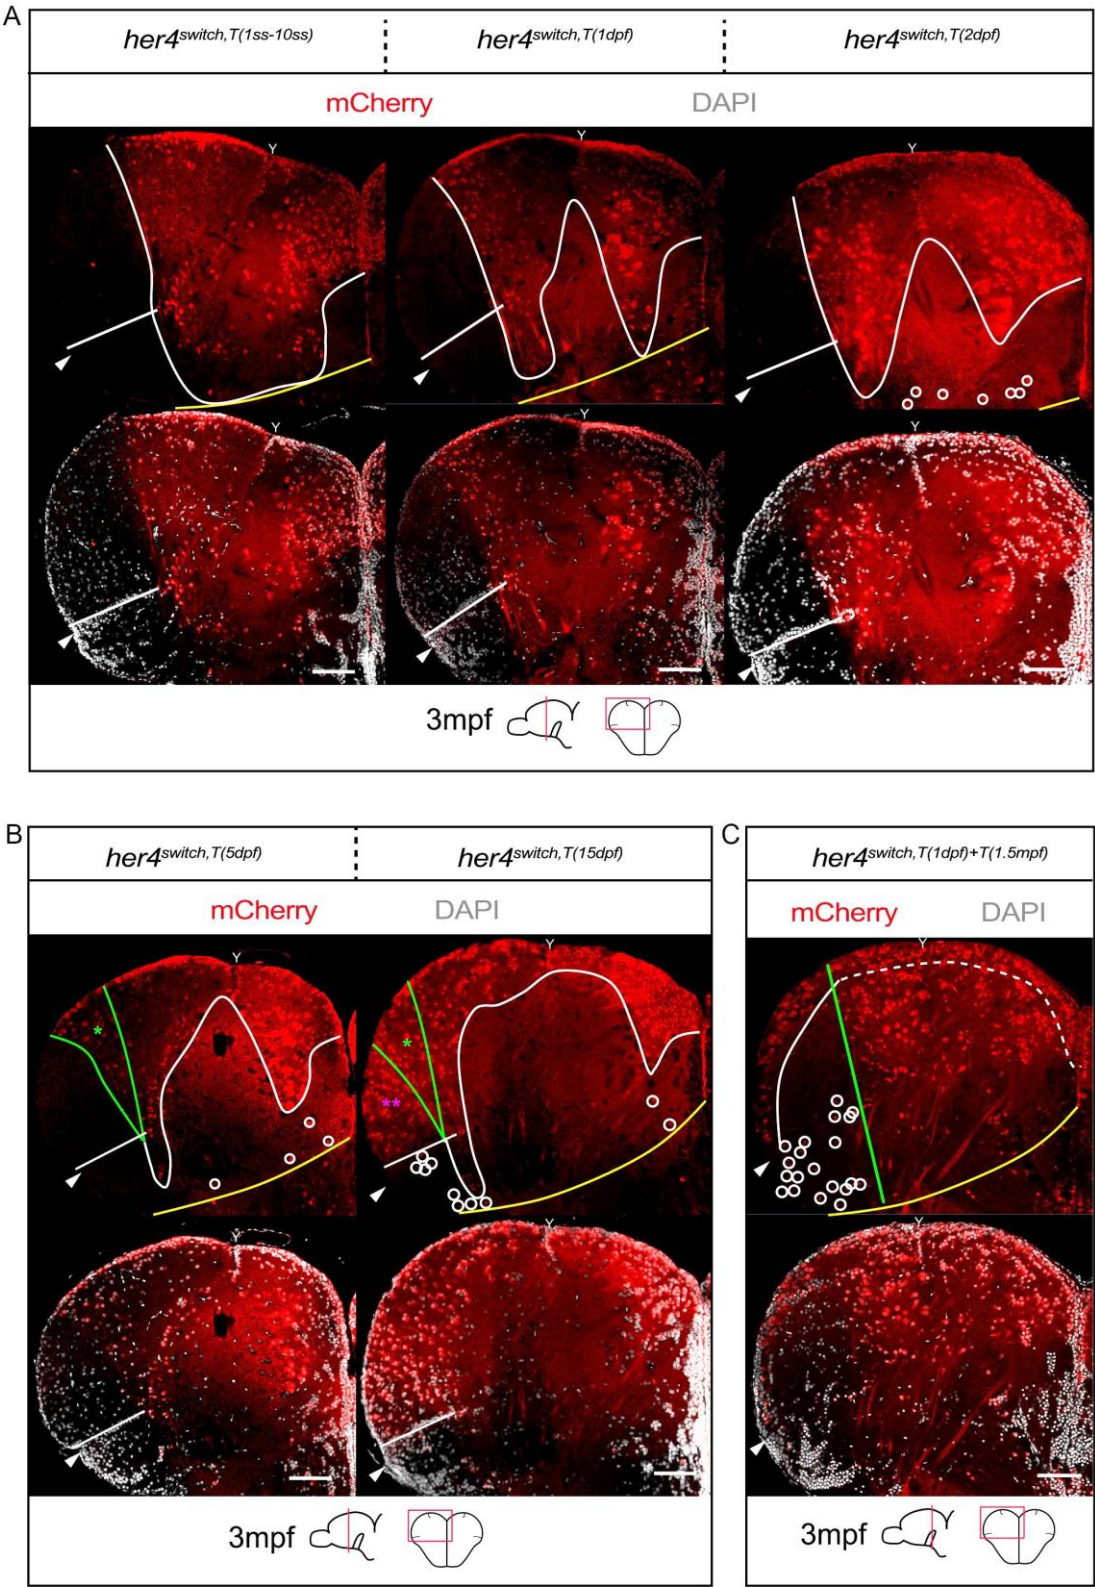 A
her4switch,T(1ss-10ss)
her4switch,T(1dpf)
her4switch,T(2dpf)
mCherry
DAPI
Y
Y
Y
Y
Y
Y
3mpf
B
her4switch,T(5dpf)
her4switch,T(15dpf)
mCherry
DAPI
Y
Y
*
*
**
Y
Y
3mpf
C
her4switch,T(1dpf)+T(1.5mpf)
mCherry
DAPI
Y
Y
3mpf